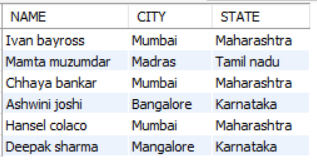 NAME CITY STATE
Ivan bayross Mumbai Maharashtra
Mamta muzumdar Madras Tamil nadu
Chhaya bankar Mumbai Maharashtra
Ashwini joshi Bangalore Karnataka
Hansel colaco Mumbai Maharashtra
Deepak sharma Mangalore Karnataka